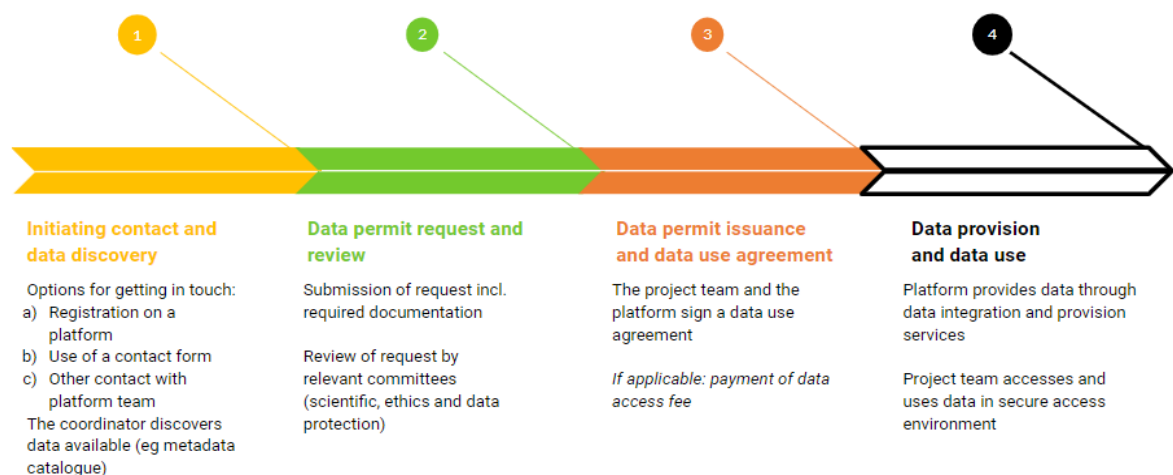 1
2
3
4
Initiating contact and
data discovery
Options for getting in touch:
a) Registration on a
platform
b) Use of a contact form
c) Other contact with
platform team
The coordinator discovers
data available (eg metadata
catalogue)
Data permit request and
review
Submission of request incl.
required documentation
Review of request by
relevant committees
(scientific, ethics and data
protection)
Data permit issuance
and data use agreement
The project team and the
platform sign a data use
agreement
If applicable: payment of data
access fee
Data provision
and data use
Platform provides data through
data integration and provision
services
Project team accesses and
uses data in secure access
environment